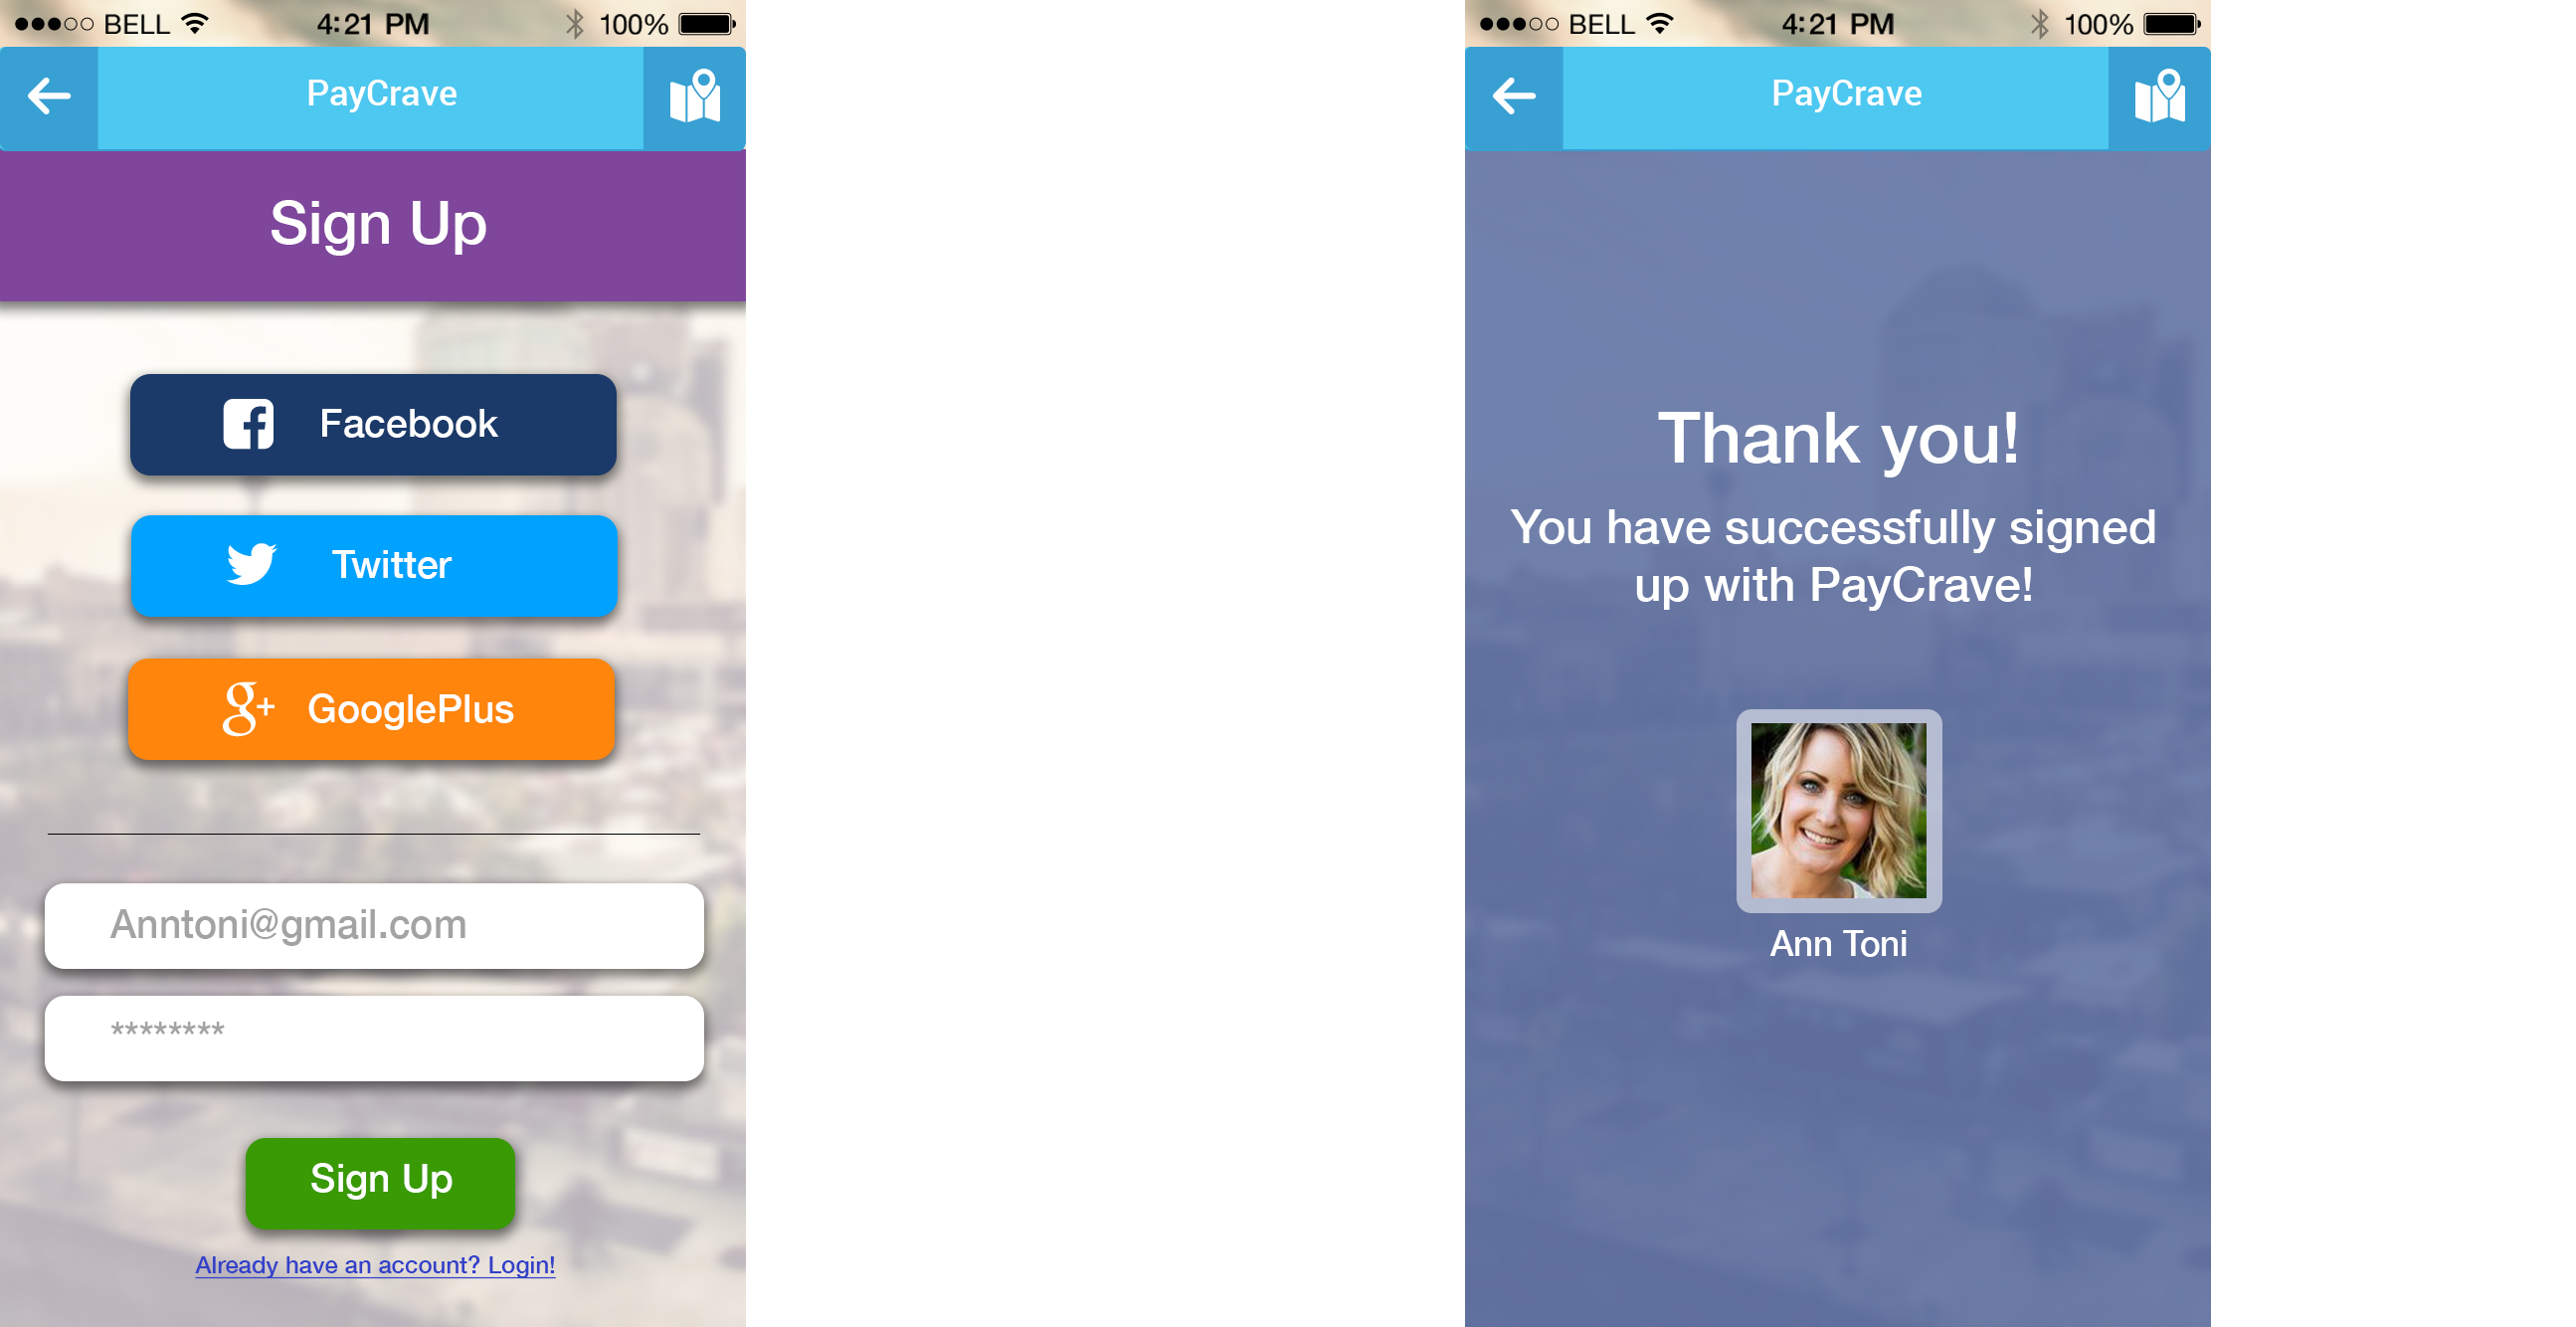 BELL 4:21 PM 100%
PayCrave
Sign Up
Facebook
Twitter
g+ GooglePlus
Anntoni@gmail.com
********
Sign Up
Already have an account? Login!
BELL 4:21 PM 100%
PayCrave
Thank you!
You have successfully signed
up with PayCrave!
Ann Toni